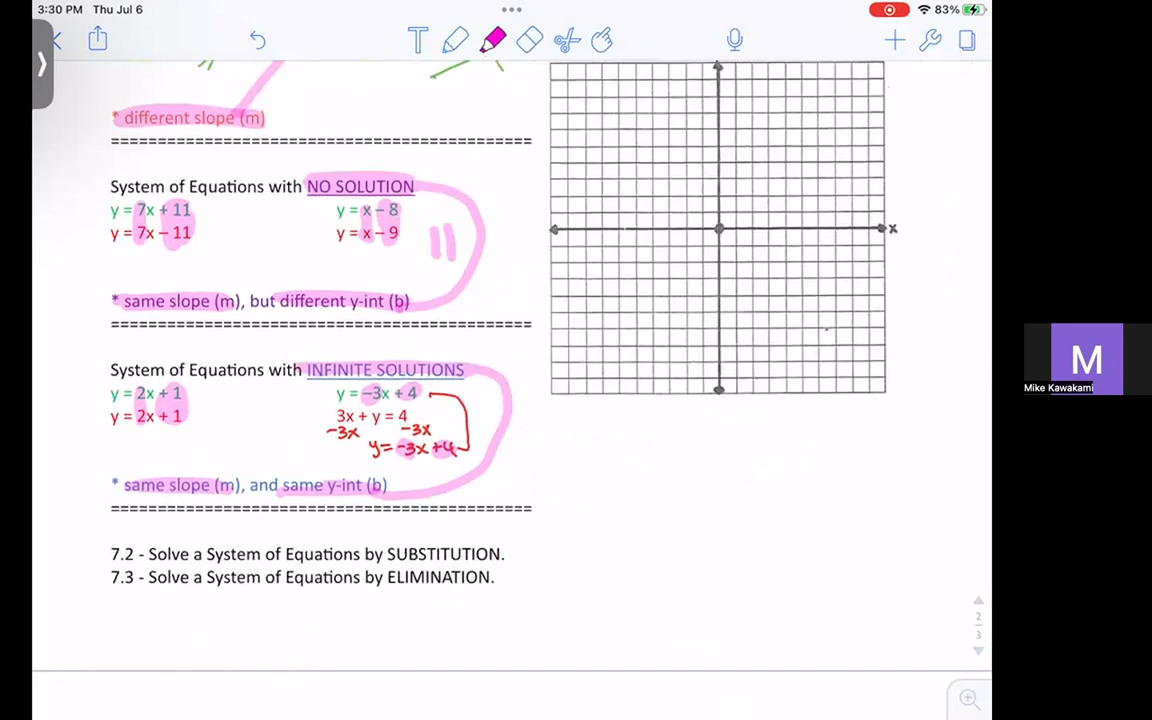 3:30 PM Thu Jul 6
83%
T
* different slope (m)
=====================================
System of Equations with NO SOLUTION
y = 7x + 11 y = x − 8
y = 7x − 11 y = x − 9
* same slope (m), but different y-int (b)
=====================================
System of Equations with INFINITE SOLUTIONS
y = 2x + 1 y = −3x + 4
y = 2x + 1 3x + y = 4
-3x -3x
y = -3x +4
* same slope (m), and same y-int (b)
=====================================
7.2 - Solve a System of Equations by SUBSTITUTION.
7.3 - Solve a System of Equations by ELIMINATION.
x
2
3
M
Mike Kawakami